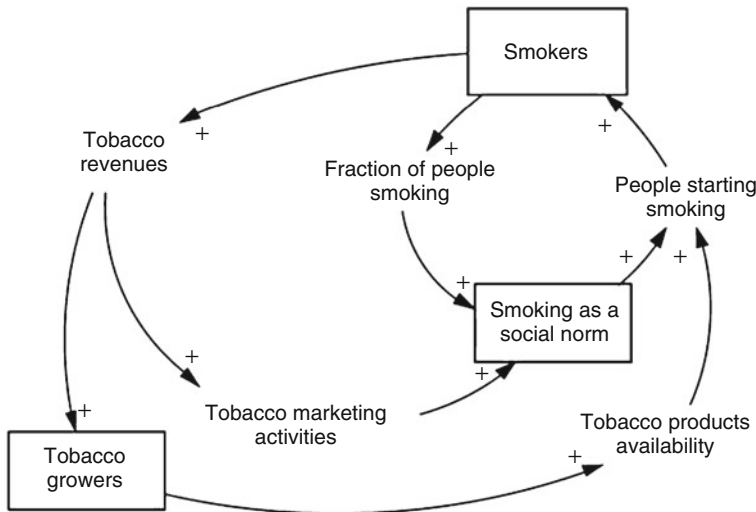 Smokers
+
+
+
Tobacco
revenues
Fraction of people
smoking
People starting
smoking
+
+
+
Smoking as a
social norm
+
+
+
Tobacco marketing
activities
Tobacco products
availability
Tobacco
growers
+